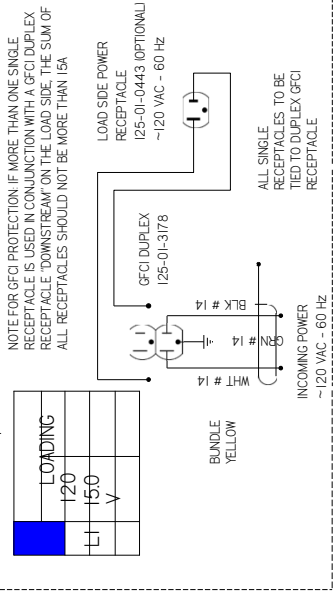 NOTE FOR GFCI PROTECTION: IF MORE THAN ONE SINGLE
RECEPTACLE IS USED IN CONJUNCTION WITH A GFCI DUPLEX
RECEPTACLE "DOWNSTREAM" ON THE LOAD SIDE, THE SUM OF
ALL RECEPTACLES SHOULD NOT BE MORE THAN 15A
LOADING
120
L1 15.0
V
LOAD SIDE POWER
RECEPTACLE
125-01-0443 (OPTIONAL)
~120 VAC - 60 Hz
GFCI DUPLEX
125-01-3178
ALL SINGLE
RECEPTACLES TO BE
TIED TO DUPLEX GFCI
RECEPTACLE
BUNDLE
YELLOW
WHT # 14
GRN # 14
BLK # 14
INCOMING POWER
~ 120 VAC - 60 Hz